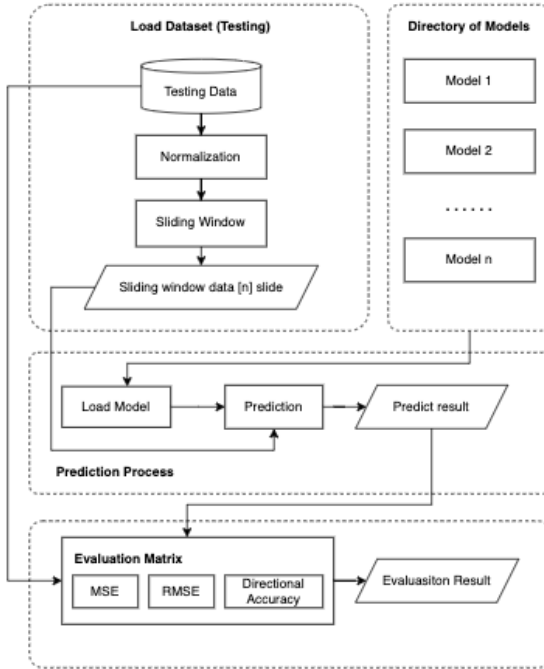 Load Dataset (Testing)
Testing Data
Normalization
Sliding Window
Sliding window data [n] slide
Directory of Models
Model 1
Model 2
......
Model n
Load Model
Prediction
Predict result
Prediction Process
Evaluation Matrix
MSE
RMSE
Directional
Accuracy
Evaluasiton Result